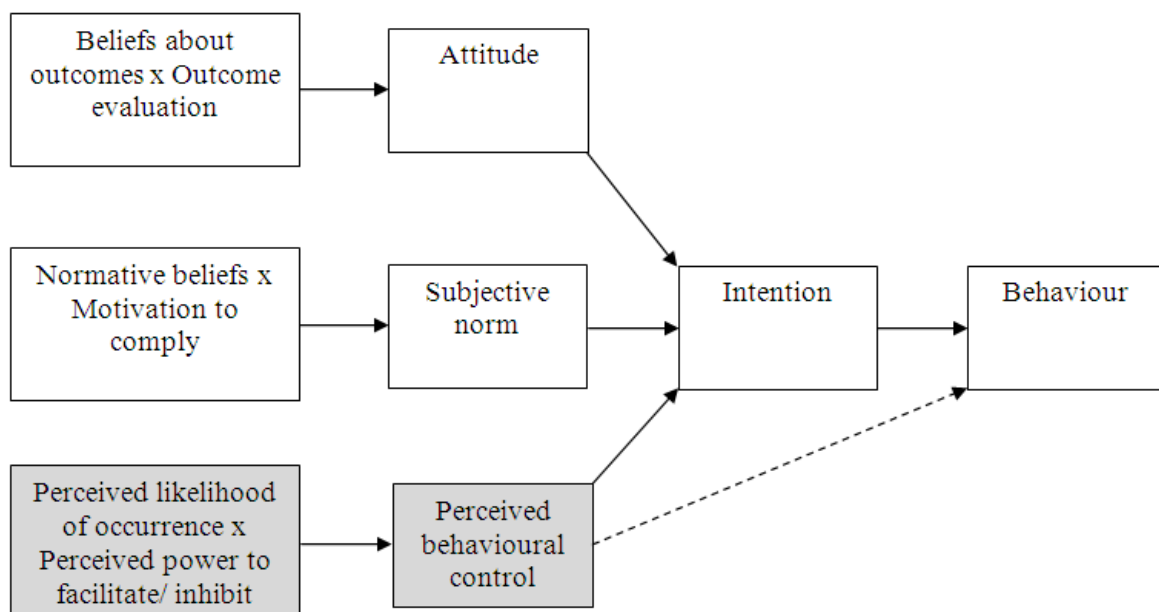 Beliefs about
outcomes x Outcome
evaluation
Attitude
Normative beliefs x
Motivation to
comply
Subjective
norm
Intention
Behaviour
Perceived likelihood
of occurrence x
Perceived power to
facilitate/ inhibit
Perceived
behavioural
control